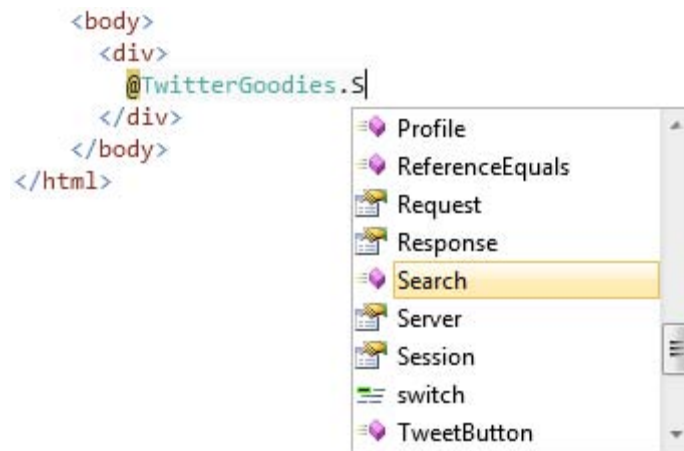 <body>
<div>
@TwitterGoodies.S
</div>
</body>
</html>
Profile
ReferenceEquals
Request
Response
Search
Server
Session
switch
TweetButton